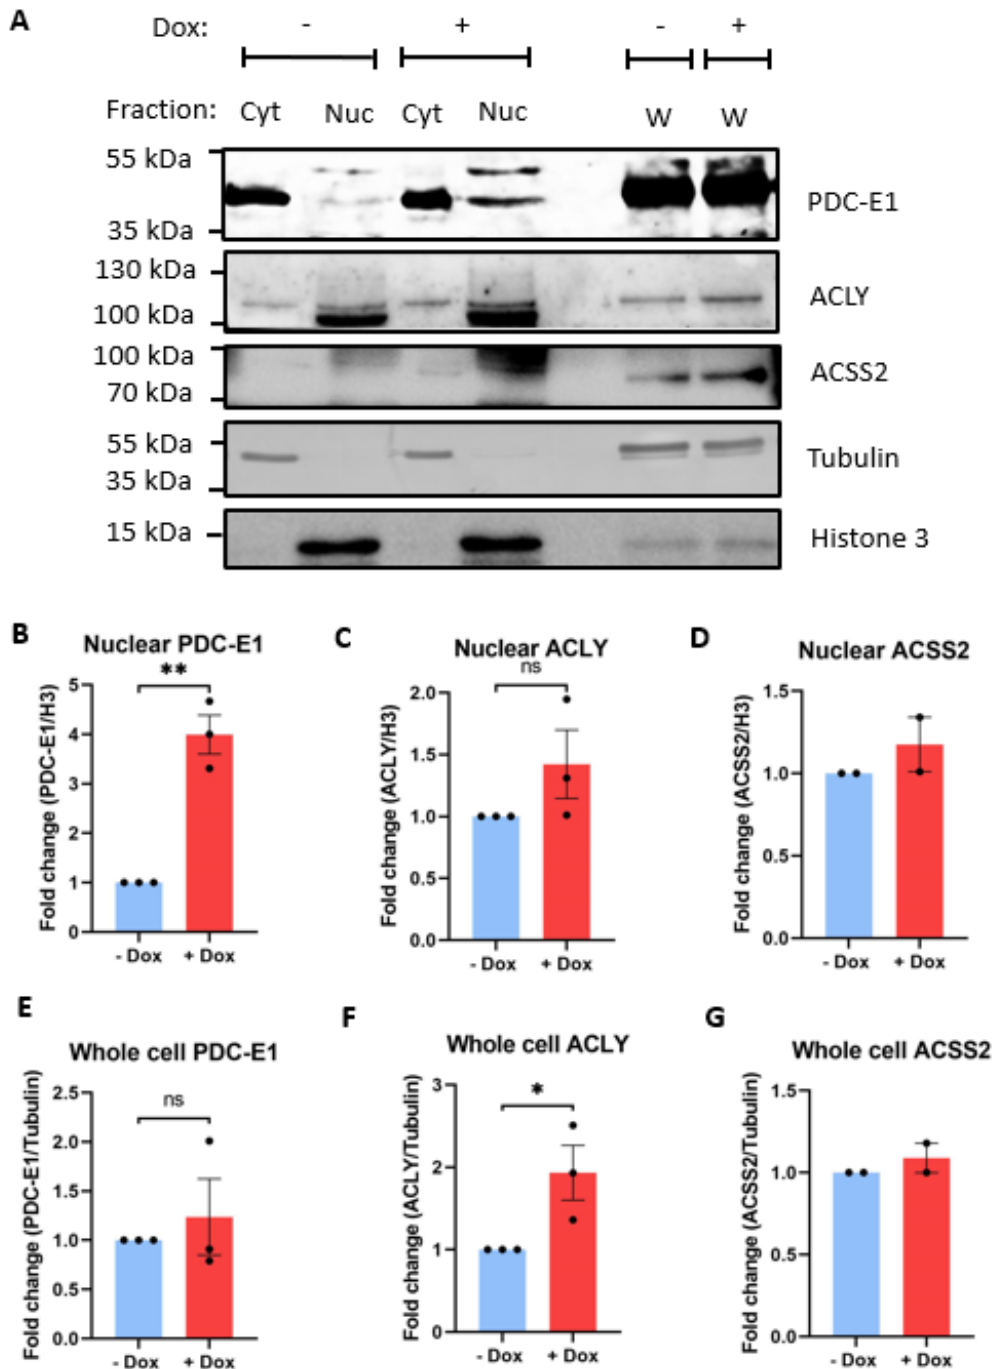 A
Dox: - + - +
Fraction: Cyt Nuc Cyt Nuc W W
55 kDa
35 kDa
PDC-E1
130 kDa
100 kDa
ACLY
100 kDa
70 kDa
ACSS2
55 kDa
35 kDa
Tubulin
15 kDa
Histone 3
B
Nuclear PDC-E1
**
Fold change (PDC-E1/H3)
5
4
3
2
1
0
- Dox + Dox
C
Nuclear ACLY
ns
Fold change (ACLY/H3)
2.0
1.5
1.0
0.5
0.0
- Dox + Dox
D
Nuclear ACSS2
Fold change (ACSS2/H3)
1.5
1.0
0.5
0.0
- Dox + Dox
E
Whole cell PDC-E1
ns
Fold change (PDC-E1/Tubulin)
2.5
2.0
1.5
1.0
0.5
0.0
- Dox + Dox
F
Whole cell ACLY
*
Fold change (ACLY/Tubulin)
3
2
1
0
- Dox + Dox
G
Whole cell ACSS2
Fold change (ACSS2/Tubulin)
1.5
1.0
0.5
0.0
- Dox + Dox